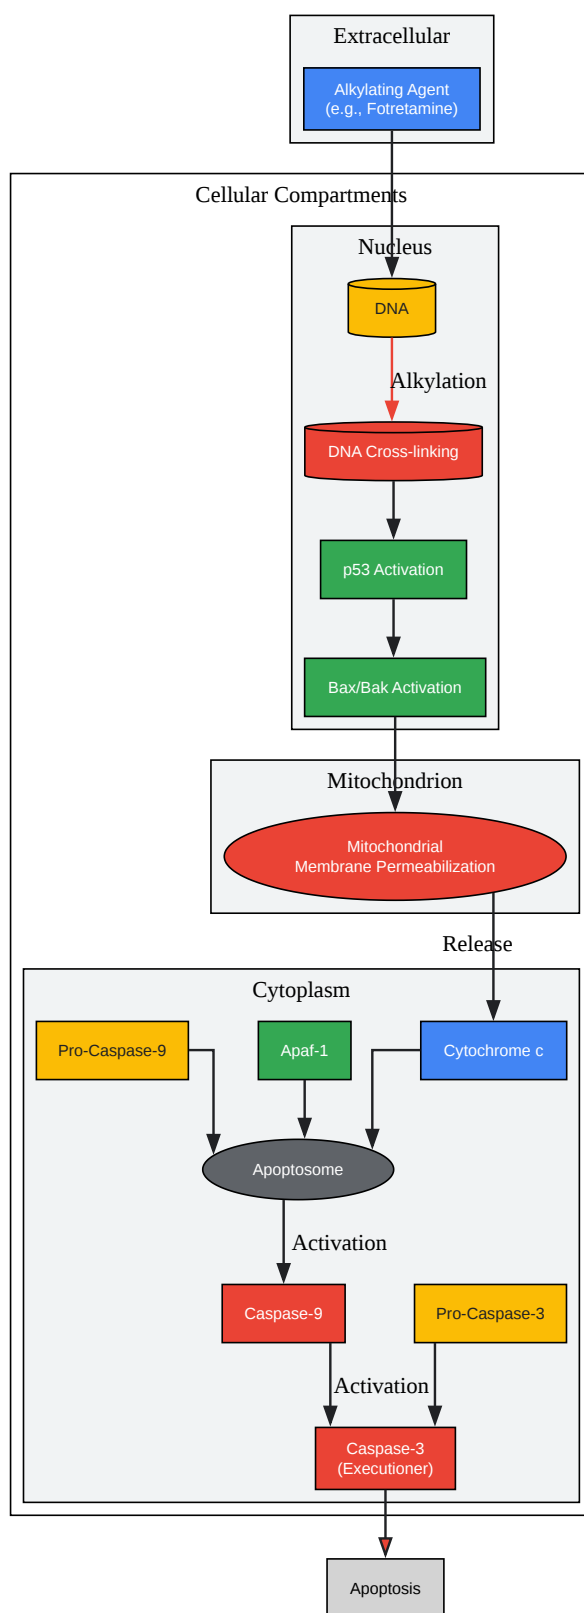 Extracellular
Alkylating Agent
(e.g., Fotretamine)
Cellular Compartments
Nucleus
DNA
Alkylation
DNA Cross-linking
p53 Activation
Bax/Bak Activation
Mitochondrion
Mitochondrial
Membrane Permeabilization
Release
Cytoplasm
Pro-Caspase-9
Apaf-1
Cytochrome c
Apoptosome
Activation
Caspase-9
Pro-Caspase-3
Activation
Caspase-3
(Executioner)
Apoptosis